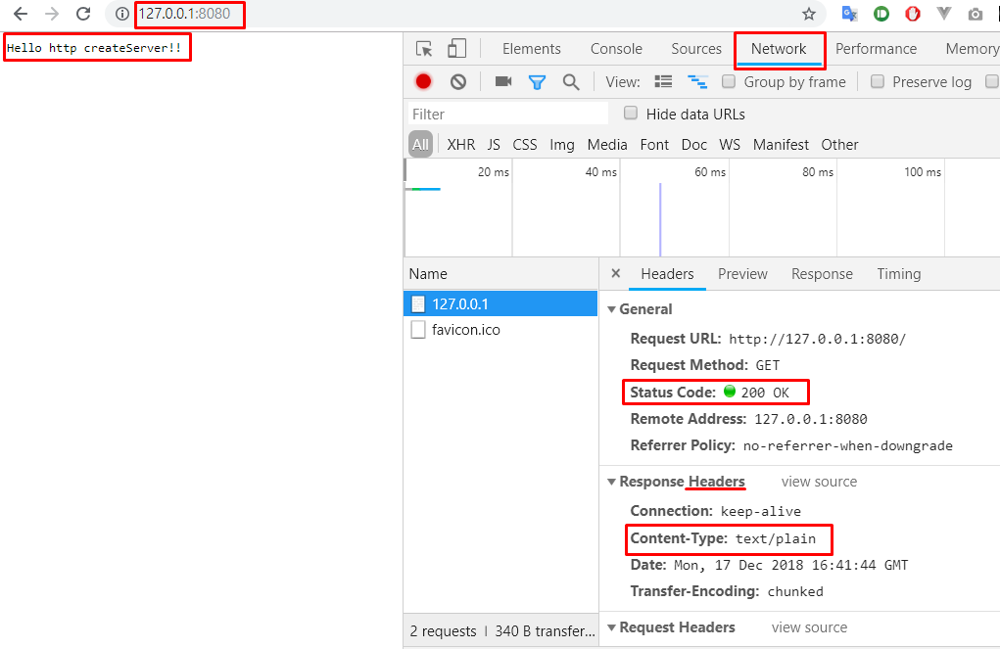 127.0.0.1:8080
Hello http createServer!!
Elements Console Sources Network Performance Memory
View: Group by frame Preserve log
Filter Hide data URLs
All XHR JS CSS Img Media Font Doc WS Manifest Other
20 ms 40 ms 60 ms 80 ms 100 ms
Name
127.0.0.1
favicon.ico
2 requests | 340 B transfer...
× Headers Preview Response Timing
General
Request URL: http://127.0.0.1:8080/
Request Method: GET
Status Code: 200 OK
Remote Address: 127.0.0.1:8080
Referrer Policy: no-referrer-when-downgrade
Response Headers view source
Connection: keep-alive
Content-Type: text/plain
Date: Mon, 17 Dec 2018 16:41:44 GMT
Transfer-Encoding: chunked
Request Headers view source